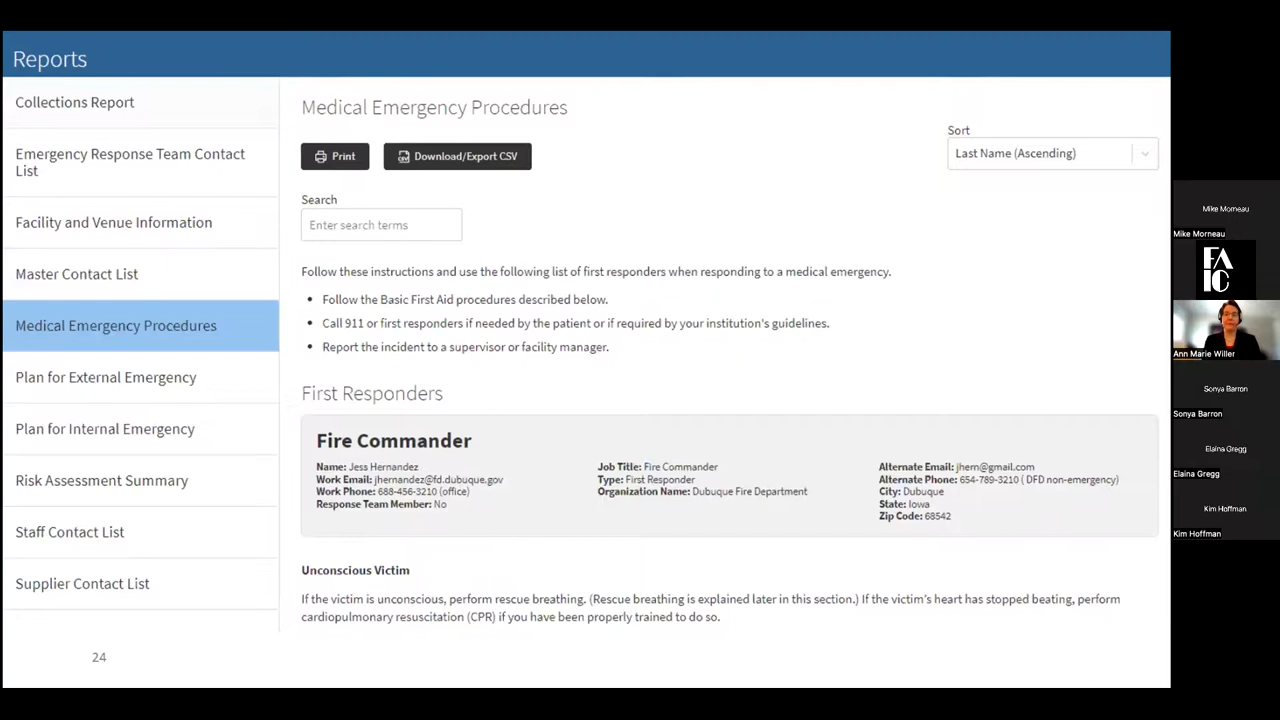 Reports
Collections Report
Emergency Response Team Contact
List
Facility and Venue Information
Master Contact List
Medical Emergency Procedures
Plan for External Emergency
Plan for Internal Emergency
Risk Assessment Summary
Staff Contact List
Supplier Contact List
24
Medical Emergency Procedures
Print
Download/Export CSV
Sort
Last Name (Ascending)
Search
Enter search terms
Follow these instructions and use the following list of first responders when responding to a medical emergency.
• Follow the Basic First Aid procedures described below.
• Call 911 or first responders if needed by the patient or if required by your institution's guidelines.
• Report the incident to a supervisor or facility manager.
First Responders
Fire Commander
Name: Jess Hernandez
Work Email: jhernandez@fd.dubuque.gov
Work Phone: 688-456-3210 (office)
Response Team Member: No
Job Title: Fire Commander
Type: First Responder
Organization Name: Dubuque Fire Department
Alternate Email: jhern@gmail.com
Alternate Phone: 654-789-3210 ( DFD non-emergency)
City: Dubuque
State: Iowa
Zip Code: 68542
Unconscious Victim
If the victim is unconscious, perform rescue breathing. (Rescue breathing is explained later in this section.) If the victim's heart has stopped beating, perform
cardiopulmonary resuscitation (CPR) if you have been properly trained to do so.
Mike Morneau
Mike Morneau
FA
IC
Ann Marie Willer
Sonya Barron
Sonya Barron
Elaina Gregg
Elaina Gregg
Kim Hoffman
Kim Hoffman